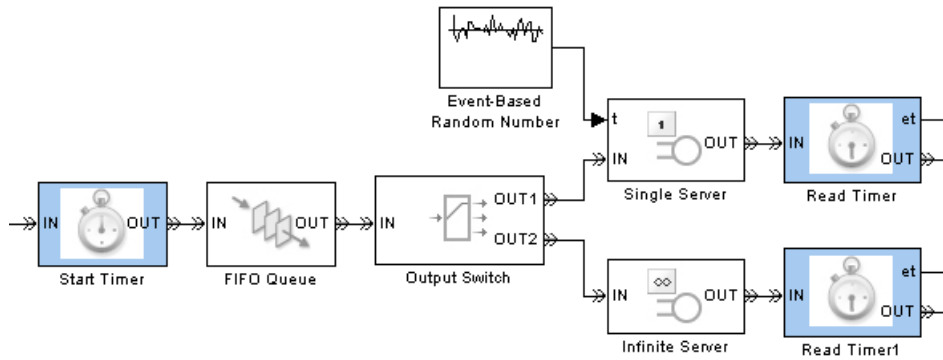 Event-Based
Random Number
t
1
IN
OUT
Single Server
IN
et
OUT
Read Timer
IN
OUT
Start Timer
IN
OUT
FIFO Queue
IN
OUT1
OUT2
Output Switch
IN
∞
OUT
Infinite Server
IN
et
OUT
Read Timer1